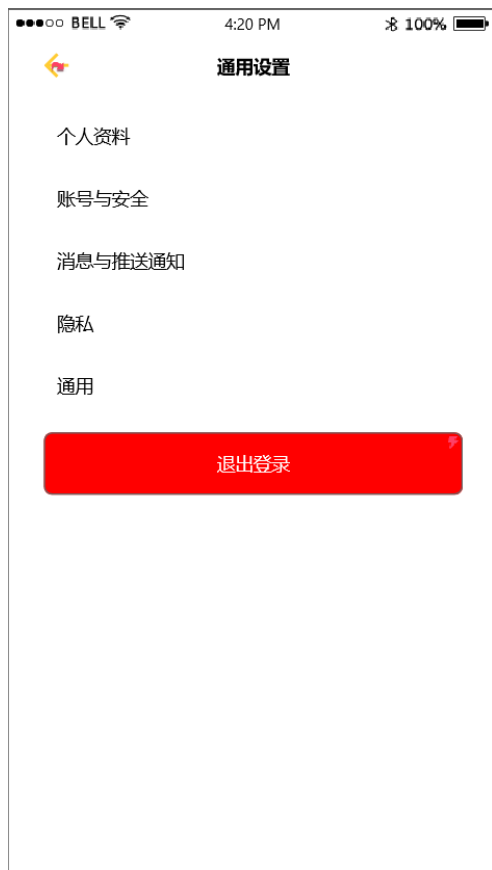 BELL 4:20 PM 100%
通用设置
个人资料
账号与安全
消息与推送通知
隐私
通用
退出登录